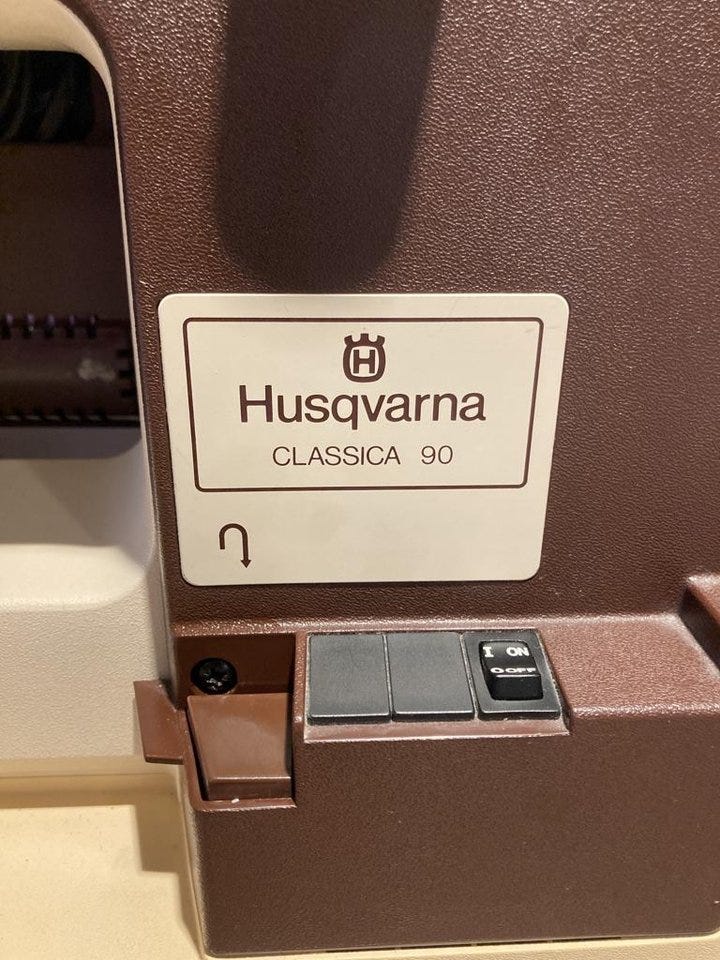 H
Husqvarna
CLASSICA 90
I ON
O OFF